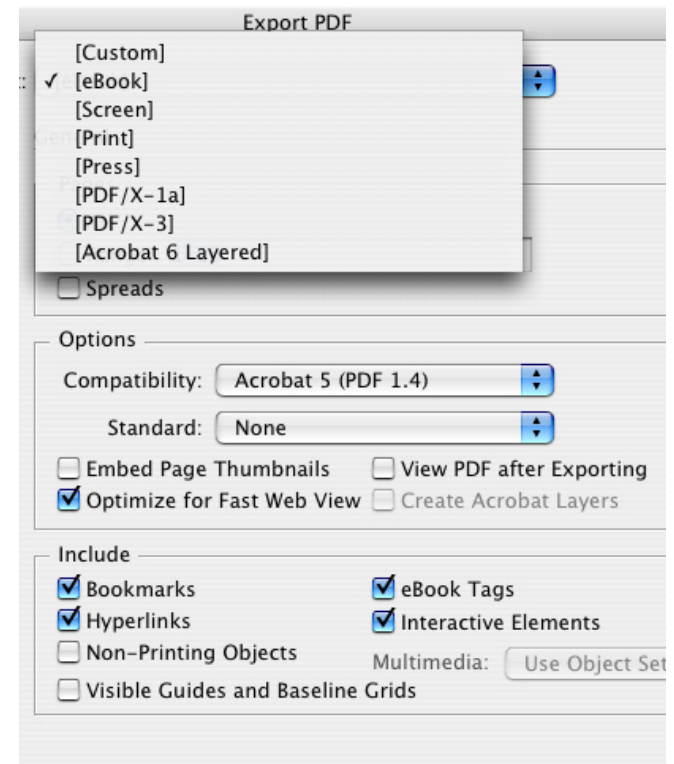 Export PDF
[Custom]
: ✓ [eBook]
[Screen]
[Print]
[Press]
[PDF/X-1a]
[PDF/X-3]
[Acrobat 6 Layered]
Spreads
Options
Compatibility: Acrobat 5 (PDF 1.4)
Standard: None
Embed Page Thumbnails View PDF after Exporting
Optimize for Fast Web View Create Acrobat Layers
Include
Bookmarks eBook Tags
Hyperlinks Interactive Elements
Non-Printing Objects Multimedia: Use Object Set
Visible Guides and Baseline Grids